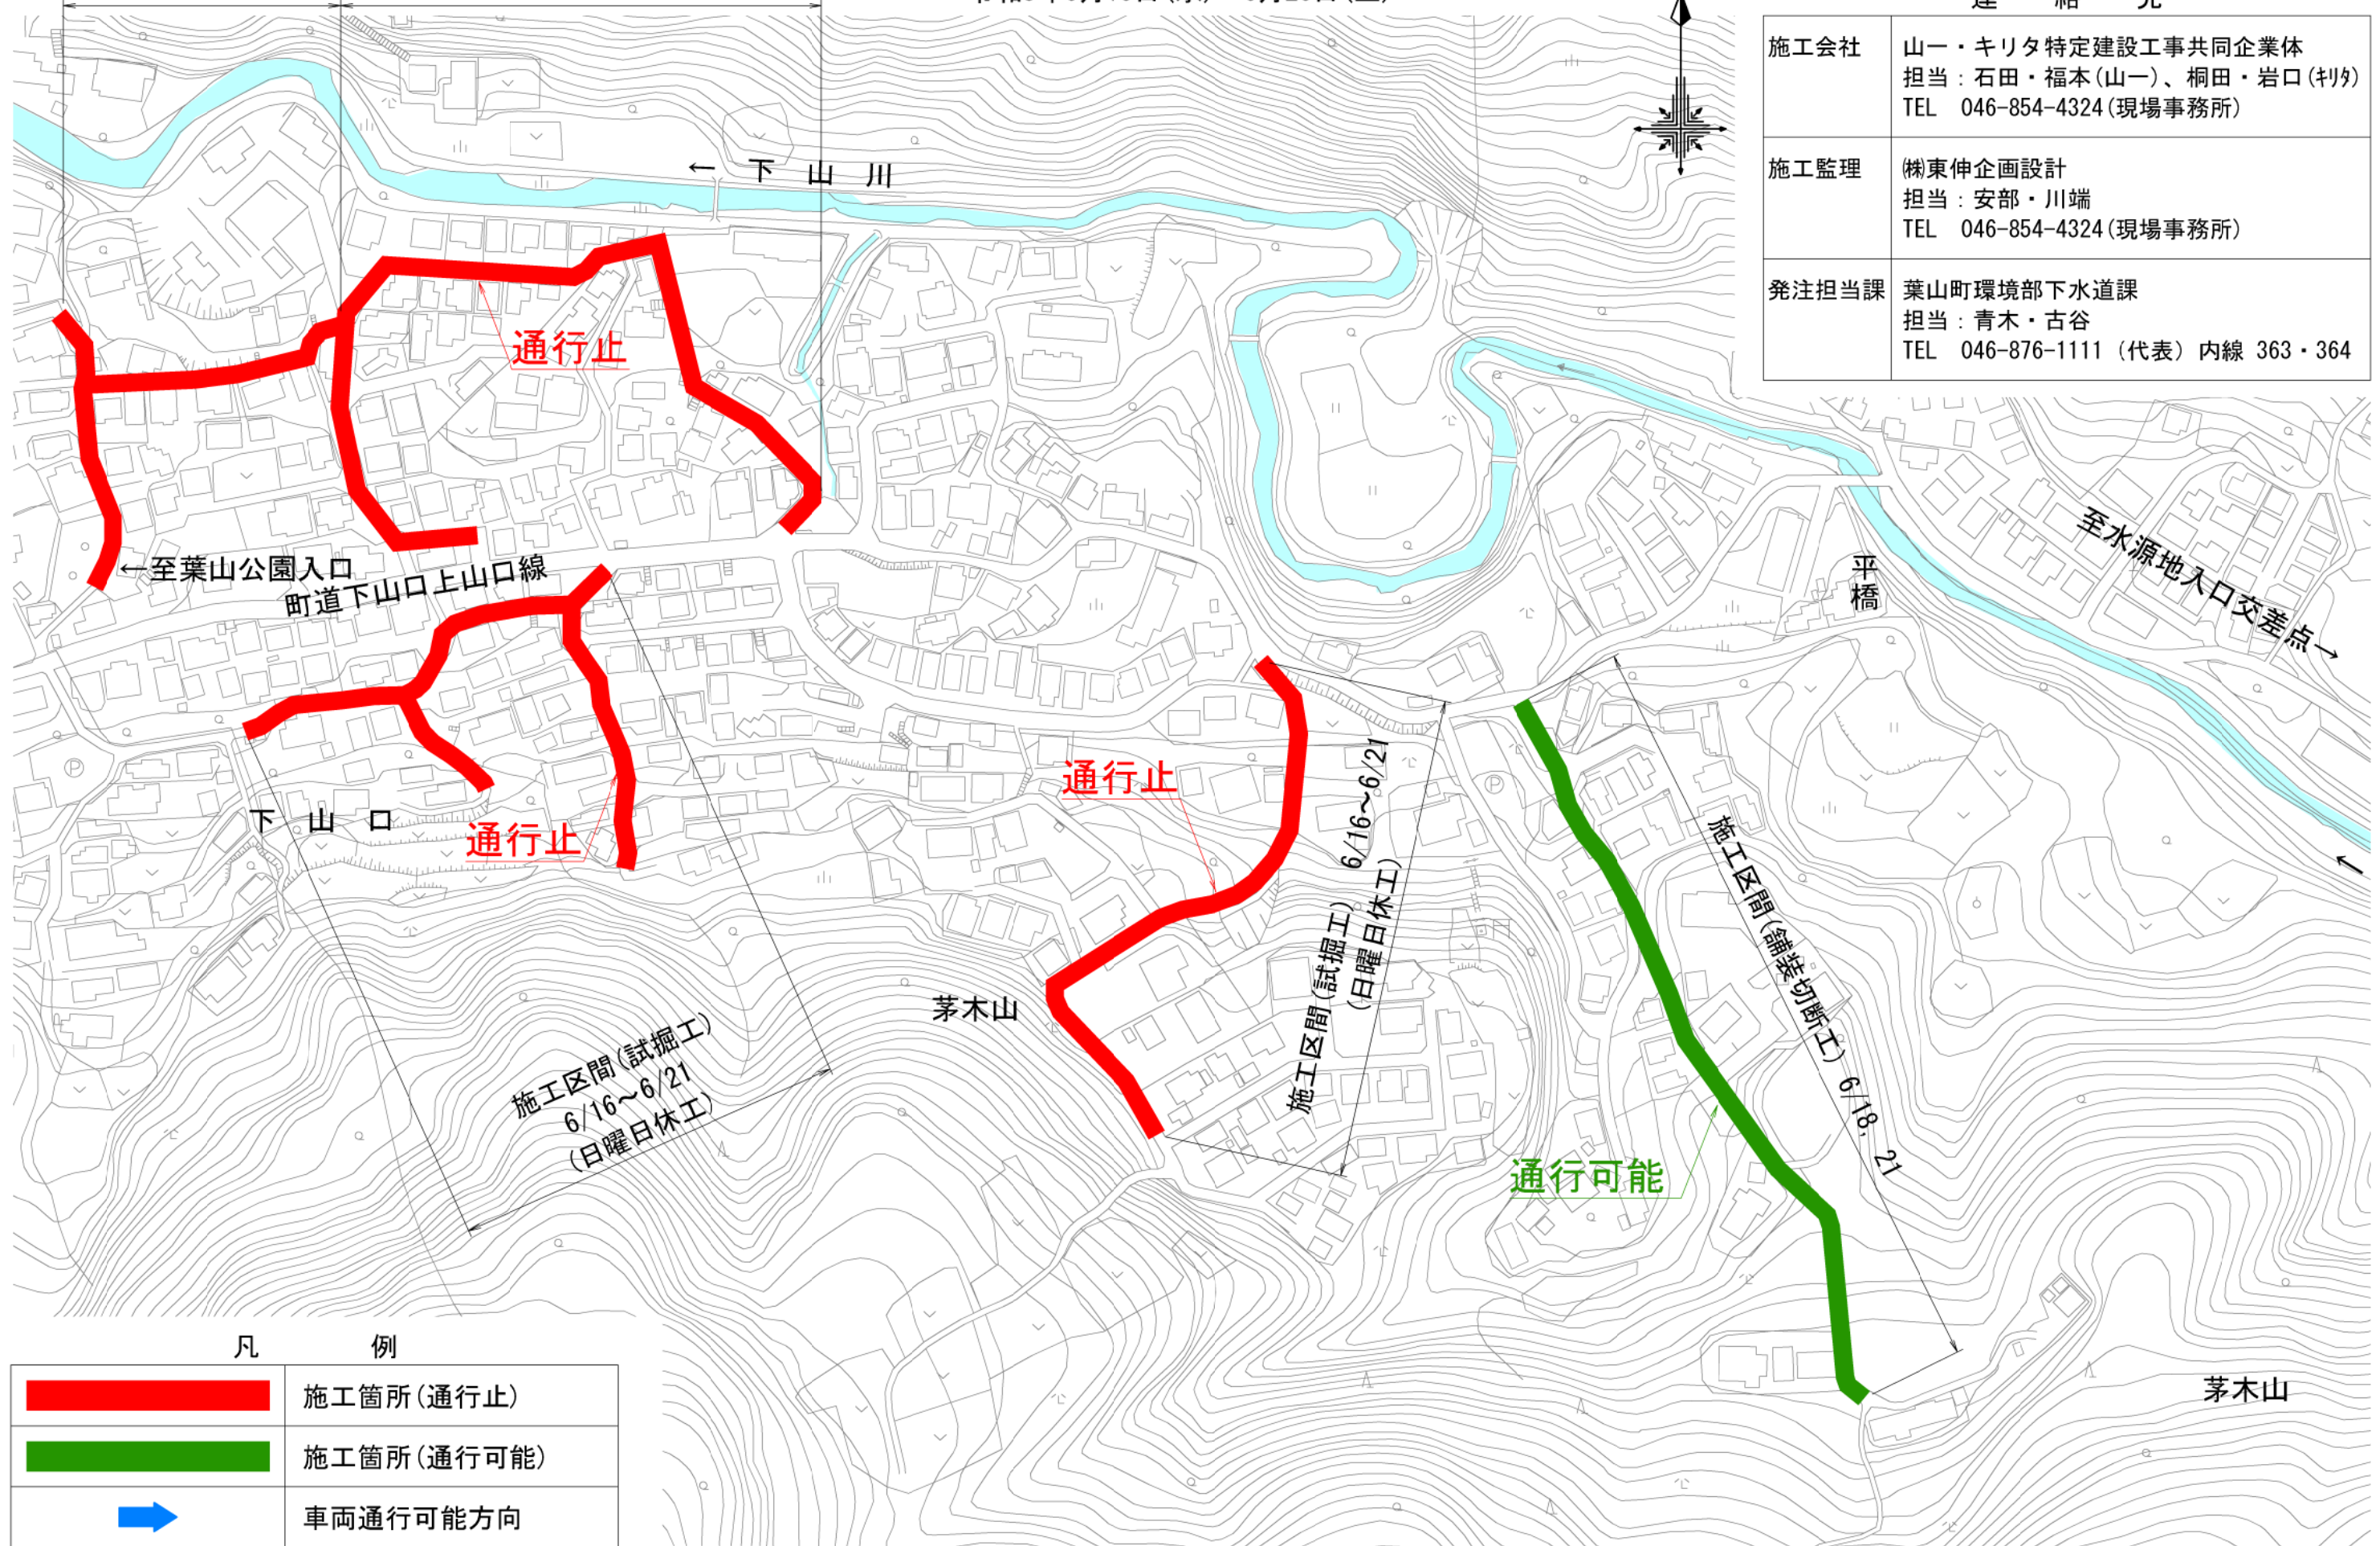 施工会社
山一・キリタ特定建設工事共同企業体
担当：石田・福本(山一)、桐田・岩口(ｷﾘﾀ)
TEL 046-854-4324(現場事務所)
施工監理
㈱東伸企画設計
担当：安部・川端
TEL 046-854-4324(現場事務所)
発注担当課
葉山町環境部下水道課
担当：青木・古谷
TEL 046-876-1111 (代表) 内線 363・364
← 下 山 川
通行止
←至葉山公園入口
町道下山口上山口線
平橋
至水源地入口交差点→
下 山 口
通行止
通行止
施工区間(試掘工)
6/16～6/21
(日曜日休工)
茅木山
施工区間(試掘工) 6/16～6/21
(日曜日休工)
施工区間(舗装切断工) 6/18, 21
通行可能
茅木山
P
P
←
凡 例
施工箇所(通行止)
施工箇所(通行可能)
車両通行可能方向